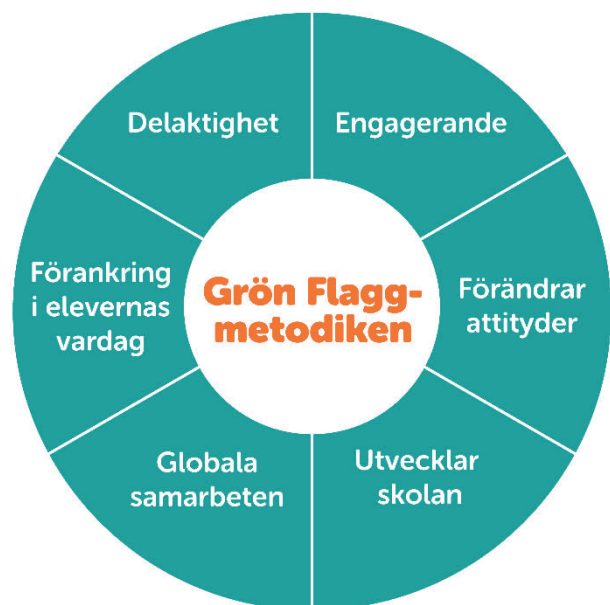 Delaktighet
Engagerande
Förankring
i elevernas
vardag
Grön Flagg-
metodiken
Förändrar
attityder
Globala
samarbeten
Utvecklar
skolan